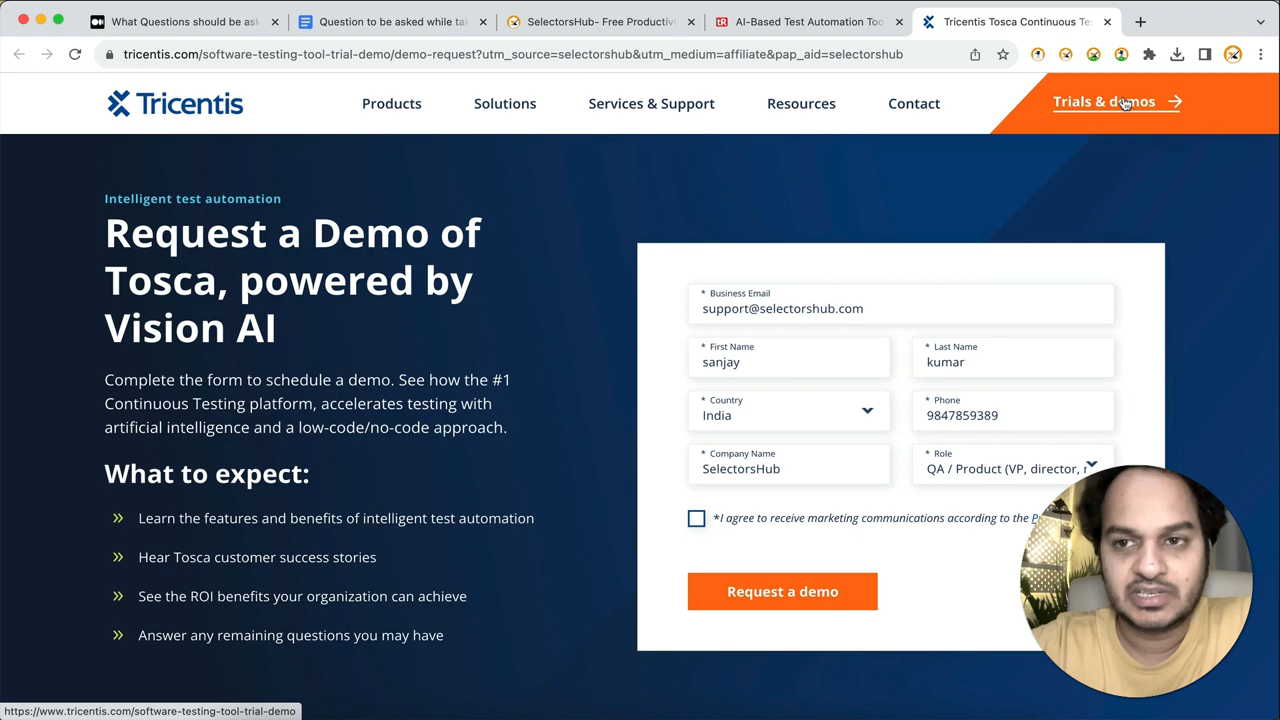 What Questions should be ask
Question to be asked while ta
SelectorsHub- Free Productivi
tR AI-Based Test Automation Too
Tricentis Tosca Continuous Te
tricentis.com/software-testing-tool-trial-demo/demo-request?utm_source=selectorshub&utm_medium=affiliate&pap_aid=selectorshub
Tricentis
Products
Solutions
Services & Support
Resources
Contact
Trials & demos
Intelligent test automation
Request a Demo of
Tosca, powered by
Vision AI
Complete the form to schedule a demo. See how the #1
Continuous Testing platform, accelerates testing with
artificial intelligence and a low-code/no-code approach.
What to expect:
Learn the features and benefits of intelligent test automation
Hear Tosca customer success stories
See the ROI benefits your organization can achieve
Answer any remaining questions you may have
* Business Email
support@selectorshub.com
* First Name
sanjay
* Last Name
kumar
* Country
India
* Phone
9847859389
* Company Name
SelectorsHub
* Role
QA / Product (VP, director, r
*I agree to receive marketing communications according to the P
Request a demo
https://www.tricentis.com/software-testing-tool-trial-demo